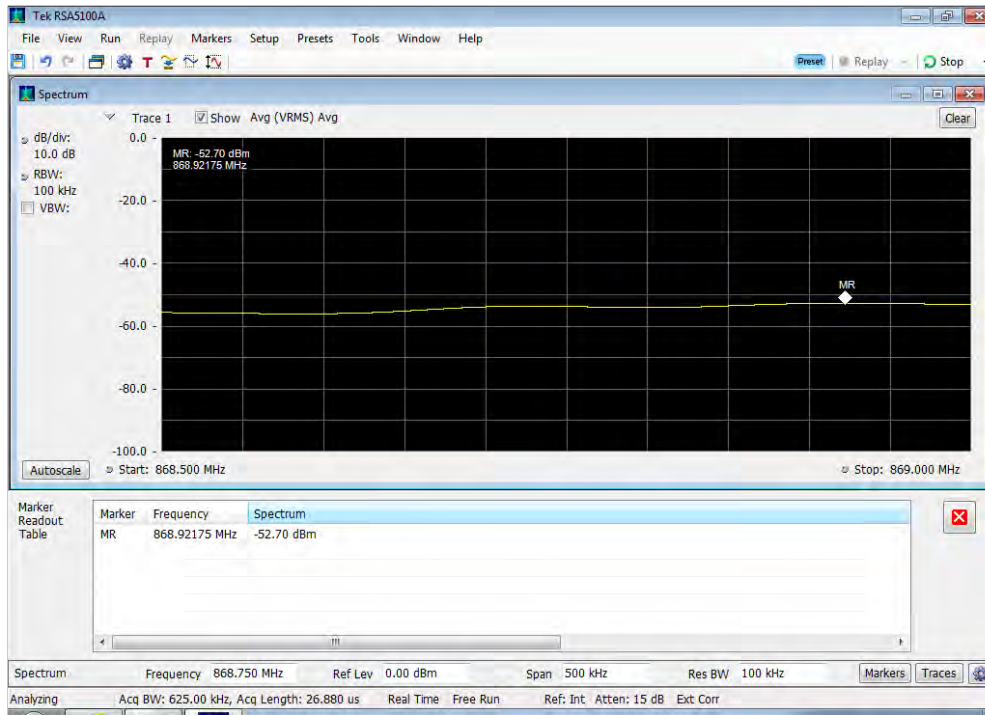 Tek RSA5100A
File View Run Replay Markers Setup Presets Tools Window Help
T Preset Replay Stop
Spectrum
Trace 1 Show Avg (VRMS) Avg Clear
dB/div:
10.0 dB
RBW:
100 kHz
VBW:
0.0 -
-20.0 -
-40.0 -
-60.0 -
-80.0 -
-100.0 -
MR: -52.70 dBm
868.92175 MHz
MR
Autoscale Start: 868.500 MHz Stop: 869.000 MHz
Marker
Readout
Table
Marker Frequency Spectrum
MR 868.92175 MHz -52.70 dBm
Spectrum Frequency 868.750 MHz Ref Lev 0.00 dBm Span 500 kHz Res BW 100 kHz Markers Traces
Analyzing Acq BW: 625.00 kHz, Acq Length: 26.880 us Real Time Free Run Ref: Int Atten: 15 dB Ext Corr